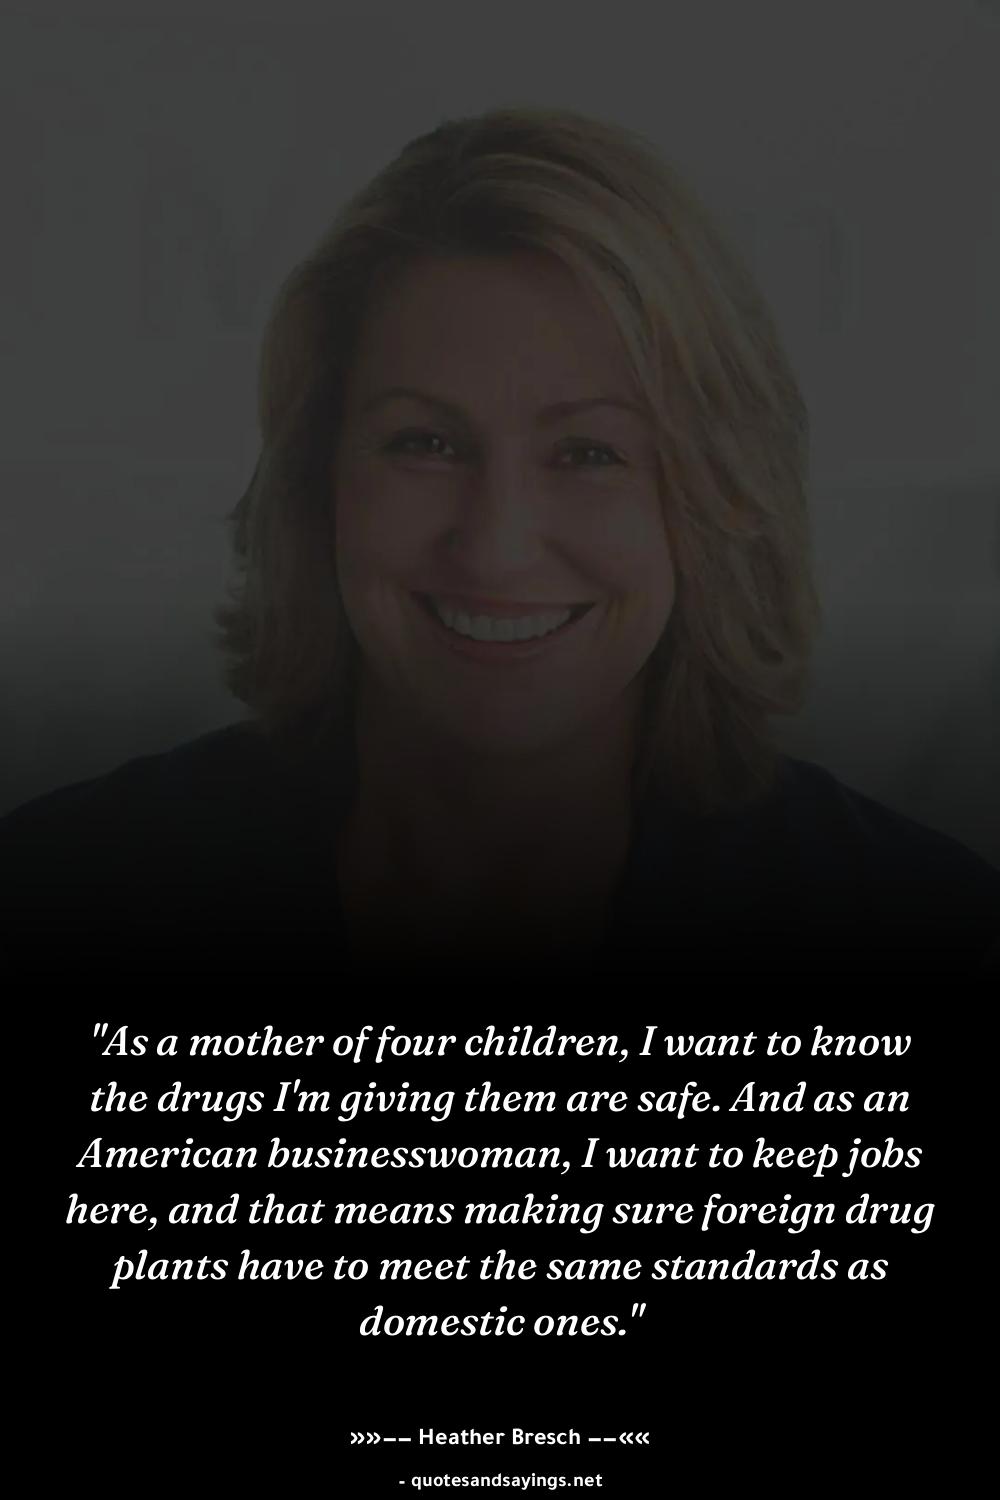 "As a mother of four children, I want to know
the drugs I'm giving them are safe. And as an
American businesswoman, I want to keep jobs
here, and that means making sure foreign drug
plants have to meet the same standards as
domestic ones."
»»–– Heather Bresch ––««
- quotesandsayings.net